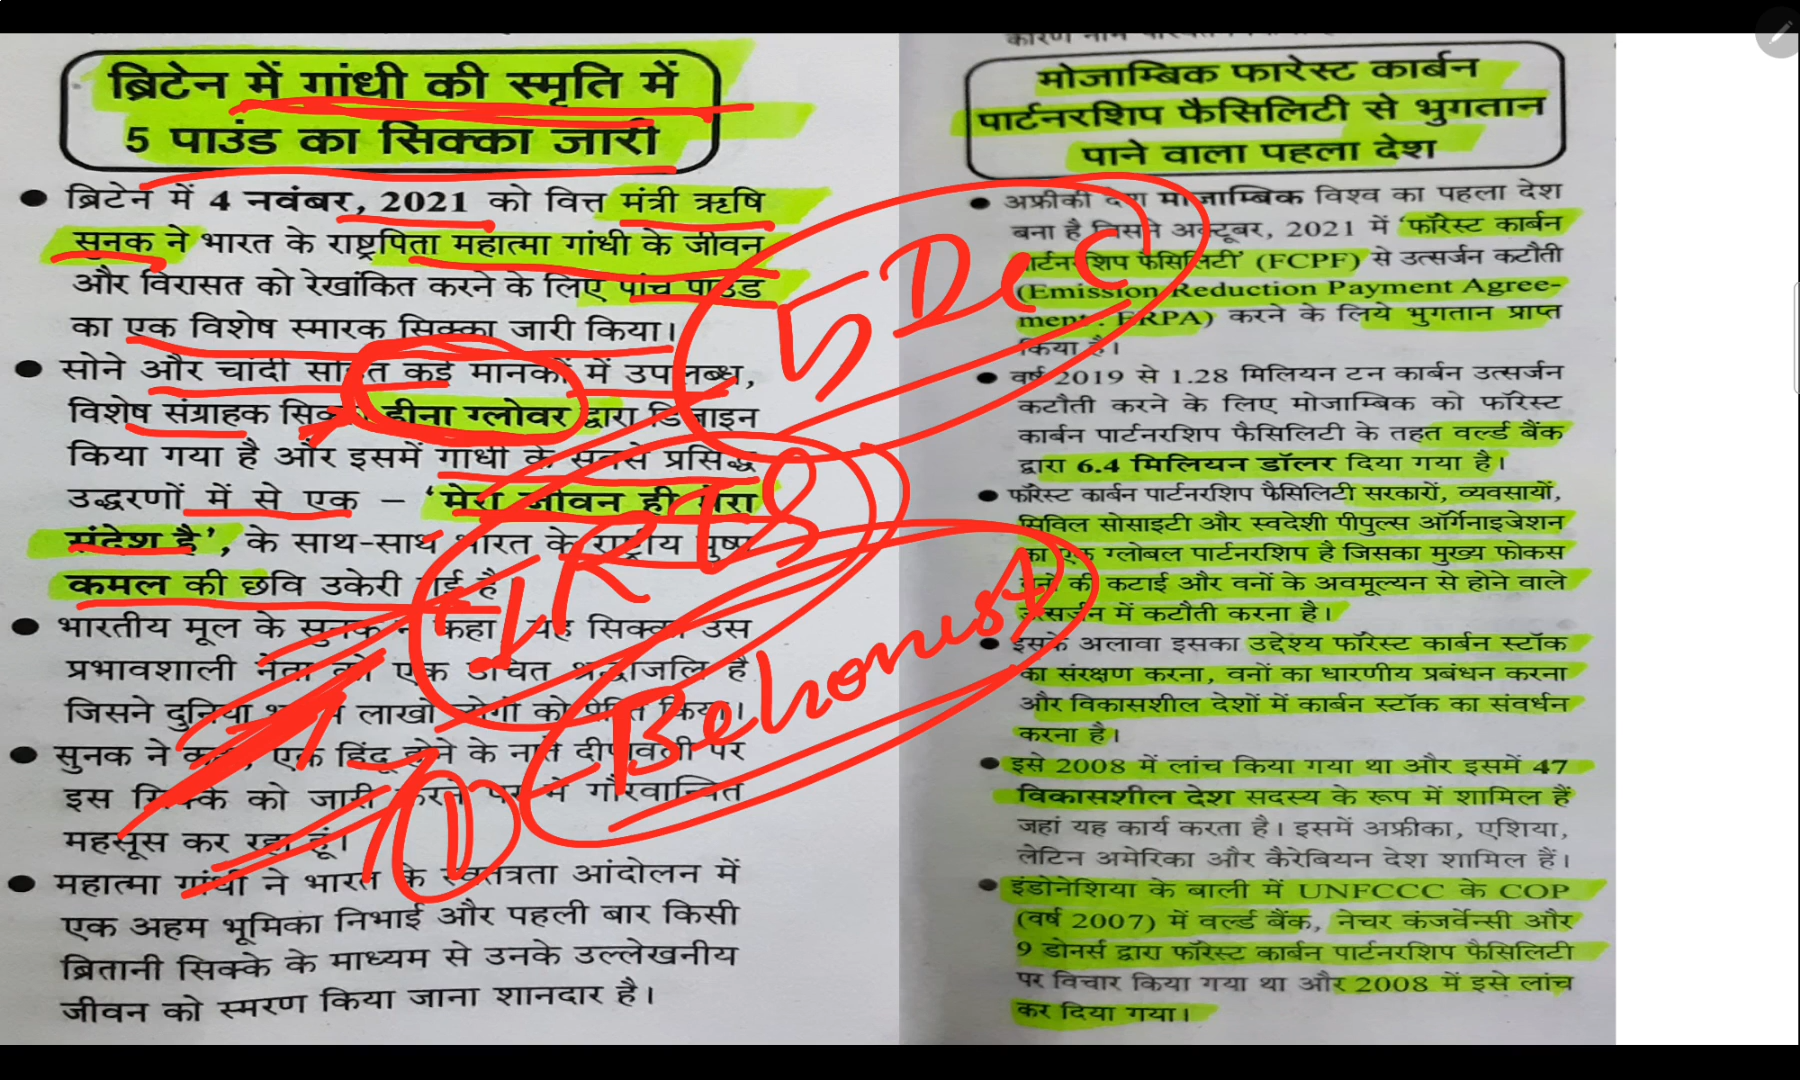 ब्रिटेन में गांधी की स्मृति में
5 पाउंड का सिक्का जारी
● ब्रिटेन में 4 नवंबर, 2021 को वित्त मंत्री ऋषि
सुनक ने भारत के राष्ट्रपिता महात्मा गांधी के जीवन
और विरासत को रेखांकित करने के लिए पांच पाउंड
का एक विशेष स्मारक सिक्का जारी किया।
● सोने और चांदी सहित कई मानकों में उपलब्ध,
विशेष संग्राहक हीना ग्लोवर द्वारा डिजाइन
किया गया है और इसमें गांधी के सबसे प्रसिद्ध
उद्धरणों में से एक – ‘मेरा जीवन ही मेरा
संदेश है’, के साथ-साथ भारत के राष्ट्रीय पुष्प
कमल की छवि उकेरी गई है।
● भारतीय मूल के सुनक ने कहा यह सिक्का उस
प्रभावशाली नेता को एक उचित श्रद्धांजलि है
जिसने दुनिया लाखों लोगों को प्रेरित किया।
● सुनक ने कहा, एक हिंदू होने के नाते दीपावली पर
इस सिक्के को जारी करने पर में गौरवान्वित
महसूस कर रहा हूं।
● महात्मा गांधी ने भारत के स्वतंत्रता आंदोलन में
एक अहम भूमिका निभाई और पहली बार किसी
ब्रितानी सिक्के के माध्यम से उनके उल्लेखनीय
जीवन को स्मरण किया जाना शानदार है।
5 Dec
कारण नाम
मोजाम्बिक फारेस्ट कार्बन
पार्टनरशिप फैसिलिटी से भुगतान
पाने वाला पहला देश
● अफ्रीकी देश मोजाम्बिक विश्व का पहला देश
बना है जिसने अक्टूबर, 2021 में ‘फॉरेस्ट कार्बन
पार्टनरशिप फैसिलिटी’ (FCPF) से उत्सर्जन कटौती
(Emission Reduction Payment Agree-
ment : ERPA) करने के लिये भुगतान प्राप्त
किया है।
● वर्ष 2019 से 1.28 मिलियन टन कार्बन उत्सर्जन
कटौती करने के लिए मोजाम्बिक को फॉरेस्ट
कार्बन पार्टनरशिप फैसिलिटी के तहत वर्ल्ड बैंक
द्वारा 6.4 मिलियन डॉलर दिया गया है।
● फॉरेस्ट कार्बन पार्टनरशिप फैसिलिटी सरकारों, व्यवसायों,
सिविल सोसाइटी और स्वदेशी पीपुल्स ऑर्गेनाइजेशन
का एक ग्लोबल पार्टनरशिप है जिसका मुख्य फोकस
वनों की कटाई और वनों के अवमूल्यन से होने वाले
उत्सर्जन में कटौती करना है।
● इसके अलावा इसका उद्देश्य फॉरेस्ट कार्बन स्टॉक
का संरक्षण करना, वनों का धारणीय प्रबंधन करना
और विकासशील देशों में कार्बन स्टॉक का संवर्धन
करना है।
● इसे 2008 में लांच किया गया था और इसमें 47
विकासशील देश सदस्य के रूप में शामिल हैं
जहां यह कार्य करता है। इसमें अफ्रीका, एशिया,
लेटिन अमेरिका और कैरेबियन देश शामिल हैं।
● इंडोनेशिया के बाली में UNFCCC के COP
(वर्ष 2007) में वर्ल्ड बैंक, नेचर कंजर्वेन्सी और
9 डोनर्स द्वारा फॉरेस्ट कार्बन पार्टनरशिप फैसिलिटी
पर विचार किया गया था और 2008 में इसे लांच
कर दिया गया।